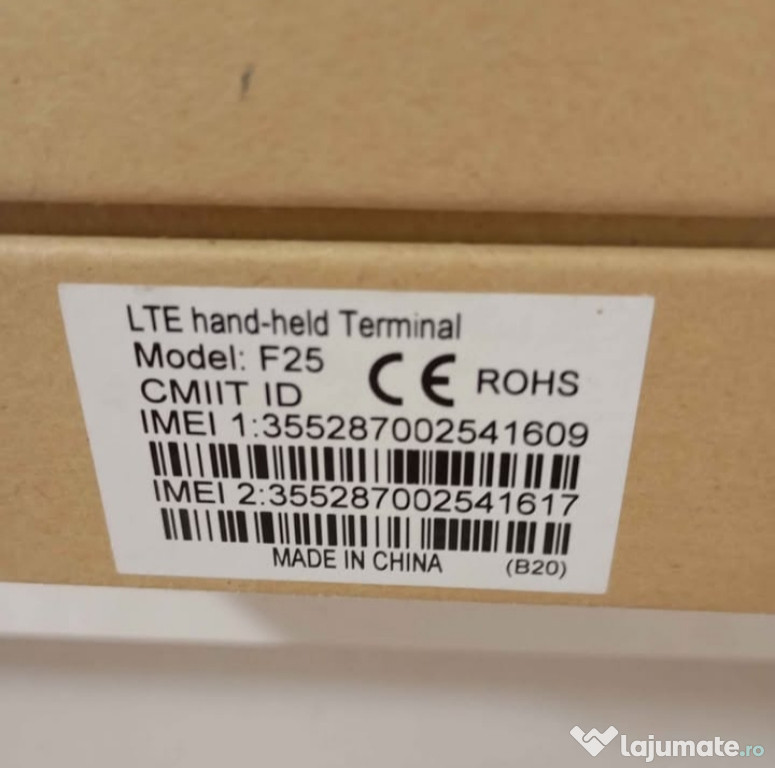 LTE hand-held Terminal
Model: F25
CMIIT ID
CE ROHS
IMEI 1:355287002541609
IMEI 2:355287002541617
MADE IN CHINA (B20)
lajumate.ro